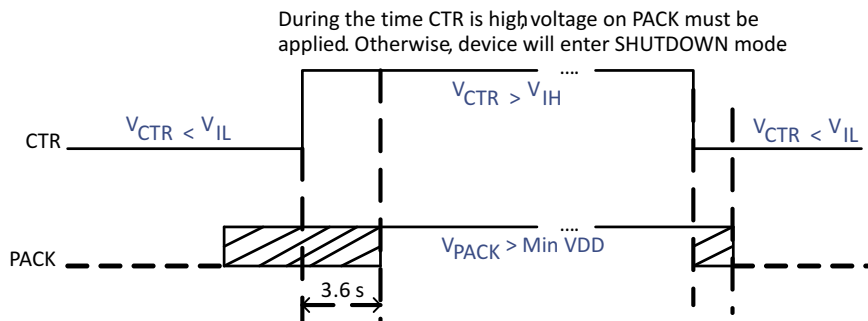 During the time CTR is high, voltage on PACK must be
applied. Otherwise, device will enter SHUTDOWN mode
....
VCTR > VIH
VCTR < VIL
VCTR < VIL
CTR
....
VPACK > Min VDD
PACK
3.6 s